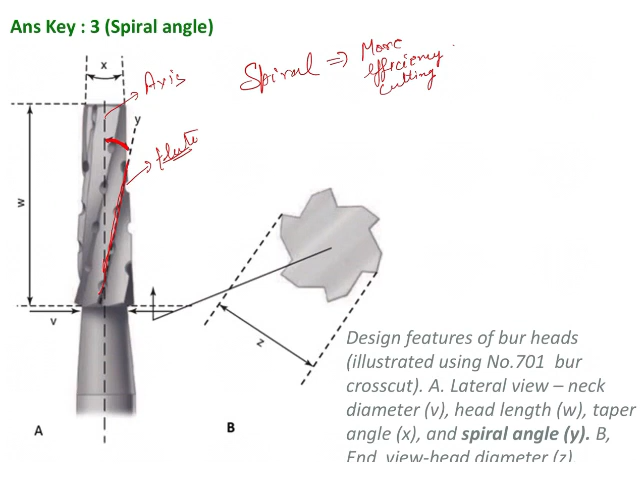 Ans Key : 3 (Spiral angle)
x
Axis
Spiral => More
efficiency
cutting
y
flute
w
v
z
A
B
Design features of bur heads
(illustrated using No.701 bur
crosscut). A. Lateral view – neck
diameter (v), head length (w), taper
angle (x), and spiral angle (y). B,
End view-head diameter (z)